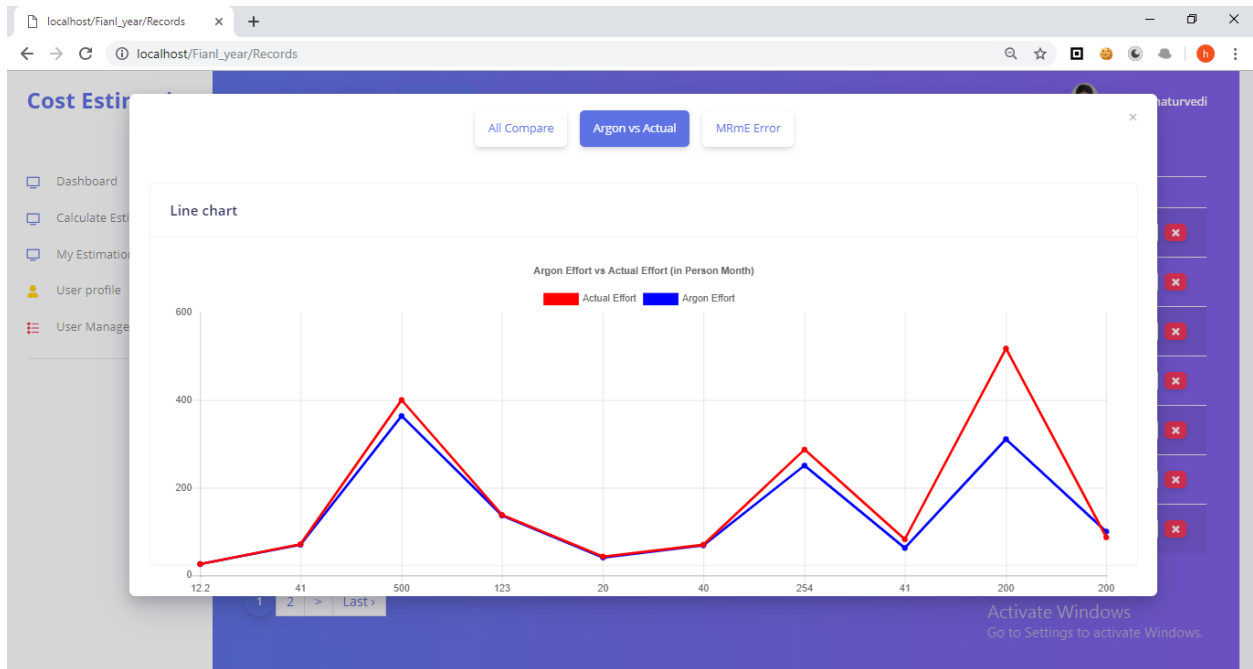 localhost/Fianl_year/Records
localhost/Fianl_year/Records
h
Cost Estim
aturvedi
All Compare
Argon vs Actual
MRmE Error
×
Dashboard
Calculate Esti
My Estimation
User profile
User Manage
Line chart
Argon Effort vs Actual Effort (in Person Month)
Actual Effort
Argon Effort
600
400
200
0
12.2 41 500 123 20 40 254 41 200 200
1 2 > Last ›
Activate Windows
Go to Settings to activate Windows.